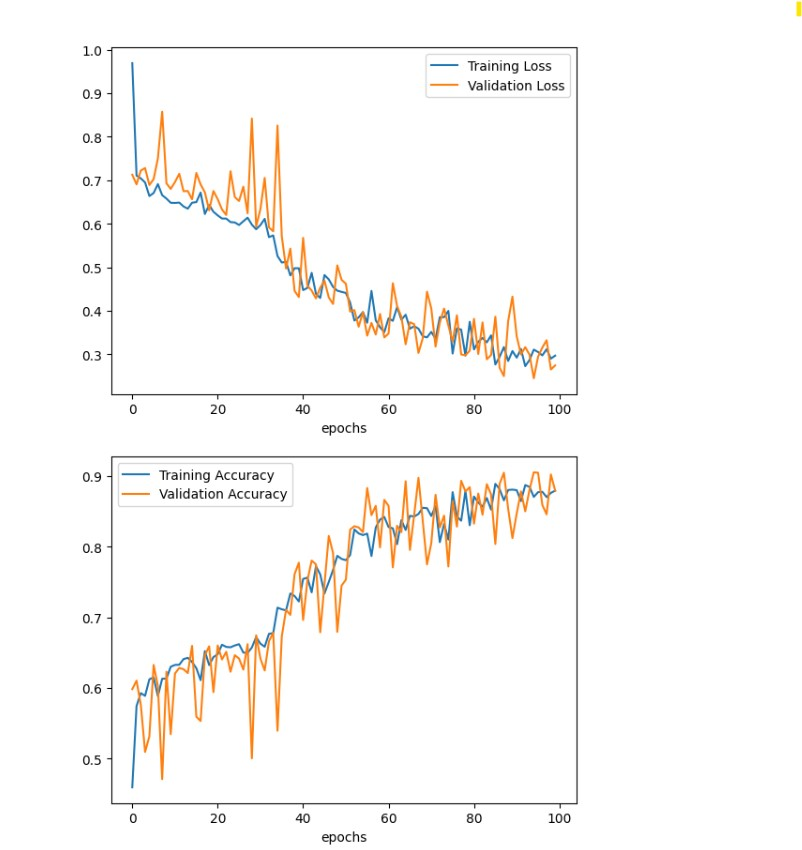 1.0
0.9
0.8
0.7
0.6
0.5
0.4
0.3
Training Loss
Validation Loss
0 20 40 60 80 100
epochs
0.9
0.8
0.7
0.6
0.5
Training Accuracy
Validation Accuracy
0 20 40 60 80 100
epochs